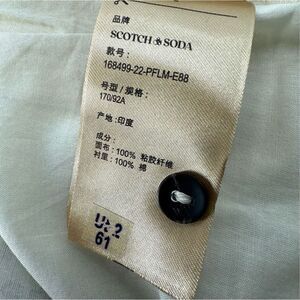 品牌
SCOTCH & SODA
款号:
168499-22-PFLM-E88
号型 / 规格:
170/92A
产地: 印度
成分:
面布: 100% 粘胶纤维
衬里: 100% 棉
61